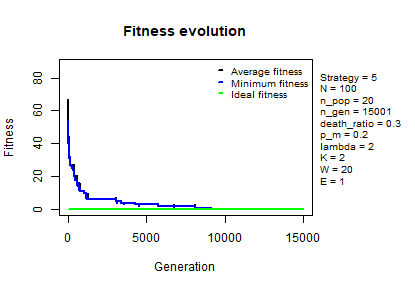 Fitness evolution
Average fitness
Minimum fitness
Ideal fitness
Strategy = 5
N = 100
n_pop = 20
n_gen = 15001
death_ratio = 0.3
p_m = 0.2
lambda = 2
K = 2
W = 20
E = 1
Fitness
80
60
40
20
0
0 5000 10000 15000
Generation